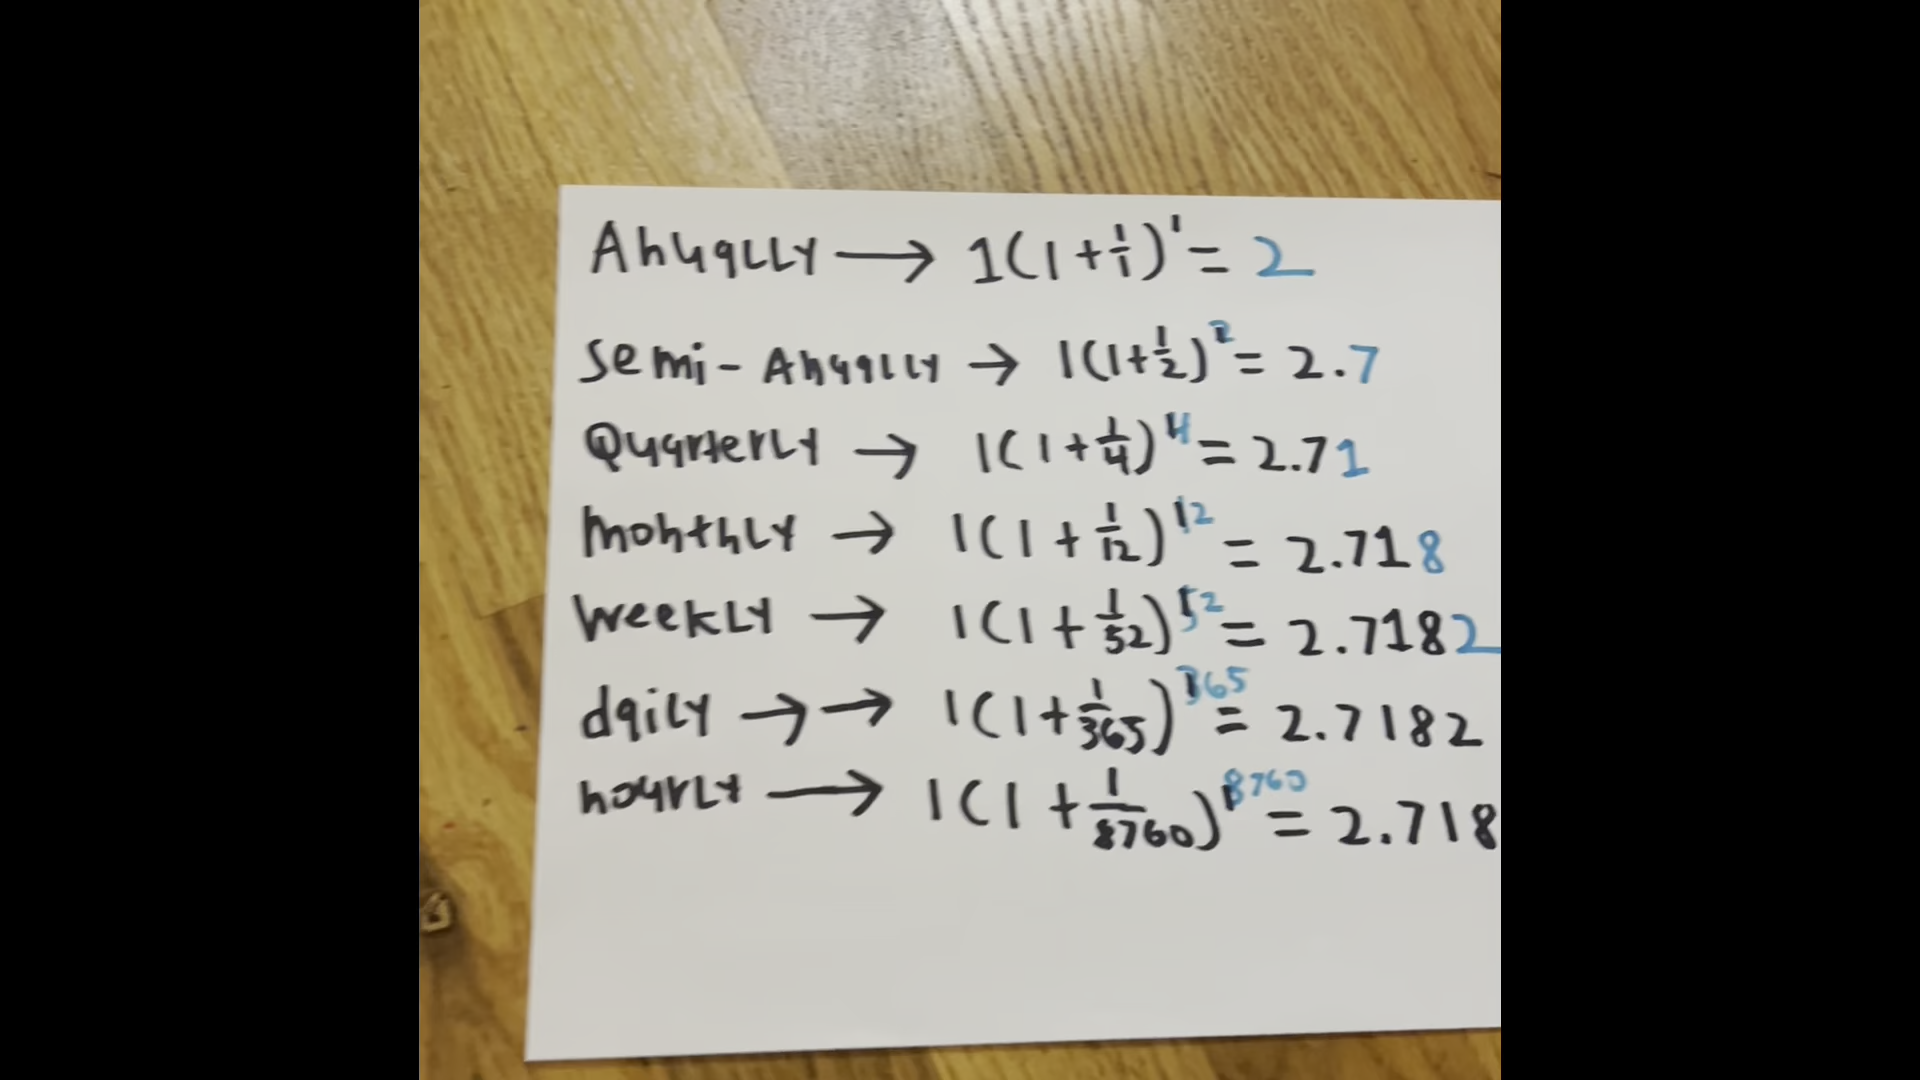 Anually → 1(1+1/1)^1 = 2
Semi-Anually → 1(1+1/2)^2 = 2.7
Quarterly → 1(1+1/4)^4 = 2.71
monthly → 1(1+1/12)^12 = 2.718
weekly → 1(1+1/52)^52 = 2.7182
daily → → 1(1+1/365)^365 = 2.7182
hourly → 1(1+1/8760)^8760 = 2.718